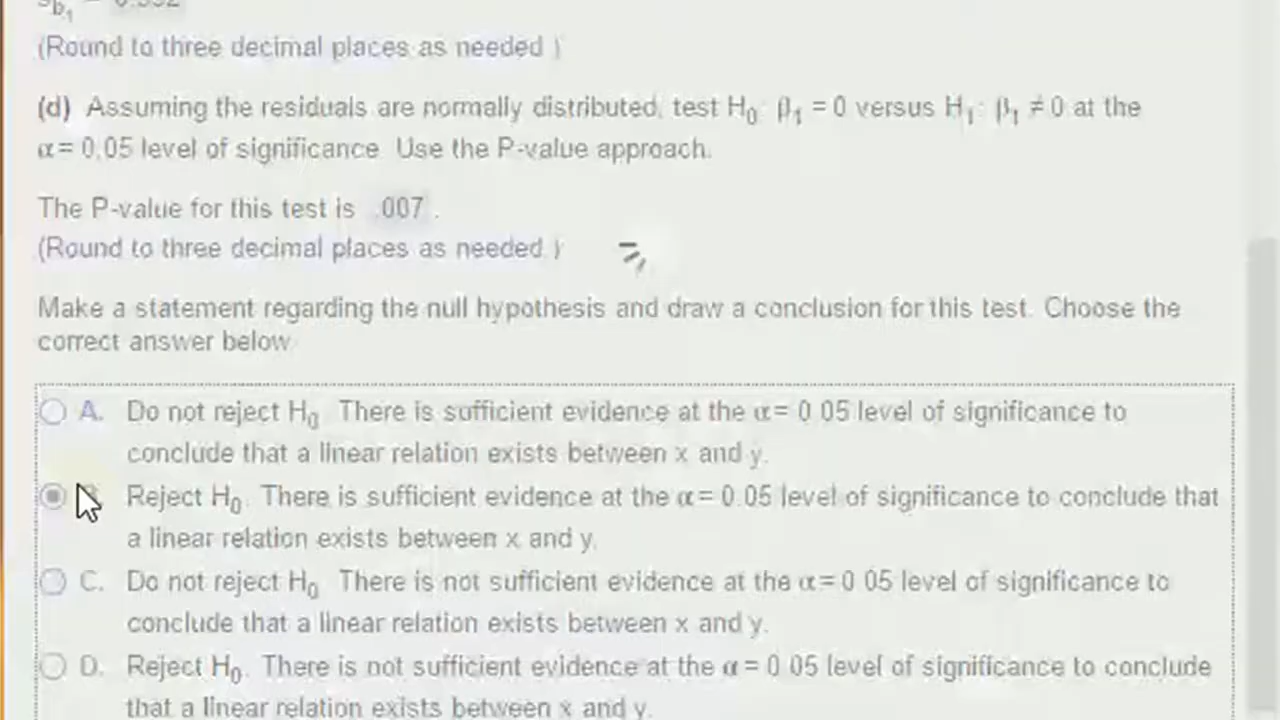 (Round to three decimal places as needed.)
(d) Assuming the residuals are normally distributed, test H₀: β₁ = 0 versus H₁: β₁ ≠ 0 at the
α = 0.05 level of significance. Use the P-value approach.
The P-value for this test is .007.
(Round to three decimal places as needed.)
Make a statement regarding the null hypothesis and draw a conclusion for this test. Choose the
correct answer below.
A. Do not reject H₀. There is sufficient evidence at the α = 0.05 level of significance to
conclude that a linear relation exists between x and y.
Reject H₀. There is sufficient evidence at the α = 0.05 level of significance to conclude that
a linear relation exists between x and y.
C. Do not reject H₀. There is not sufficient evidence at the α = 0.05 level of significance to
conclude that a linear relation exists between x and y.
D. Reject H₀. There is not sufficient evidence at the α = 0.05 level of significance to conclude
that a linear relation exists between x and y.